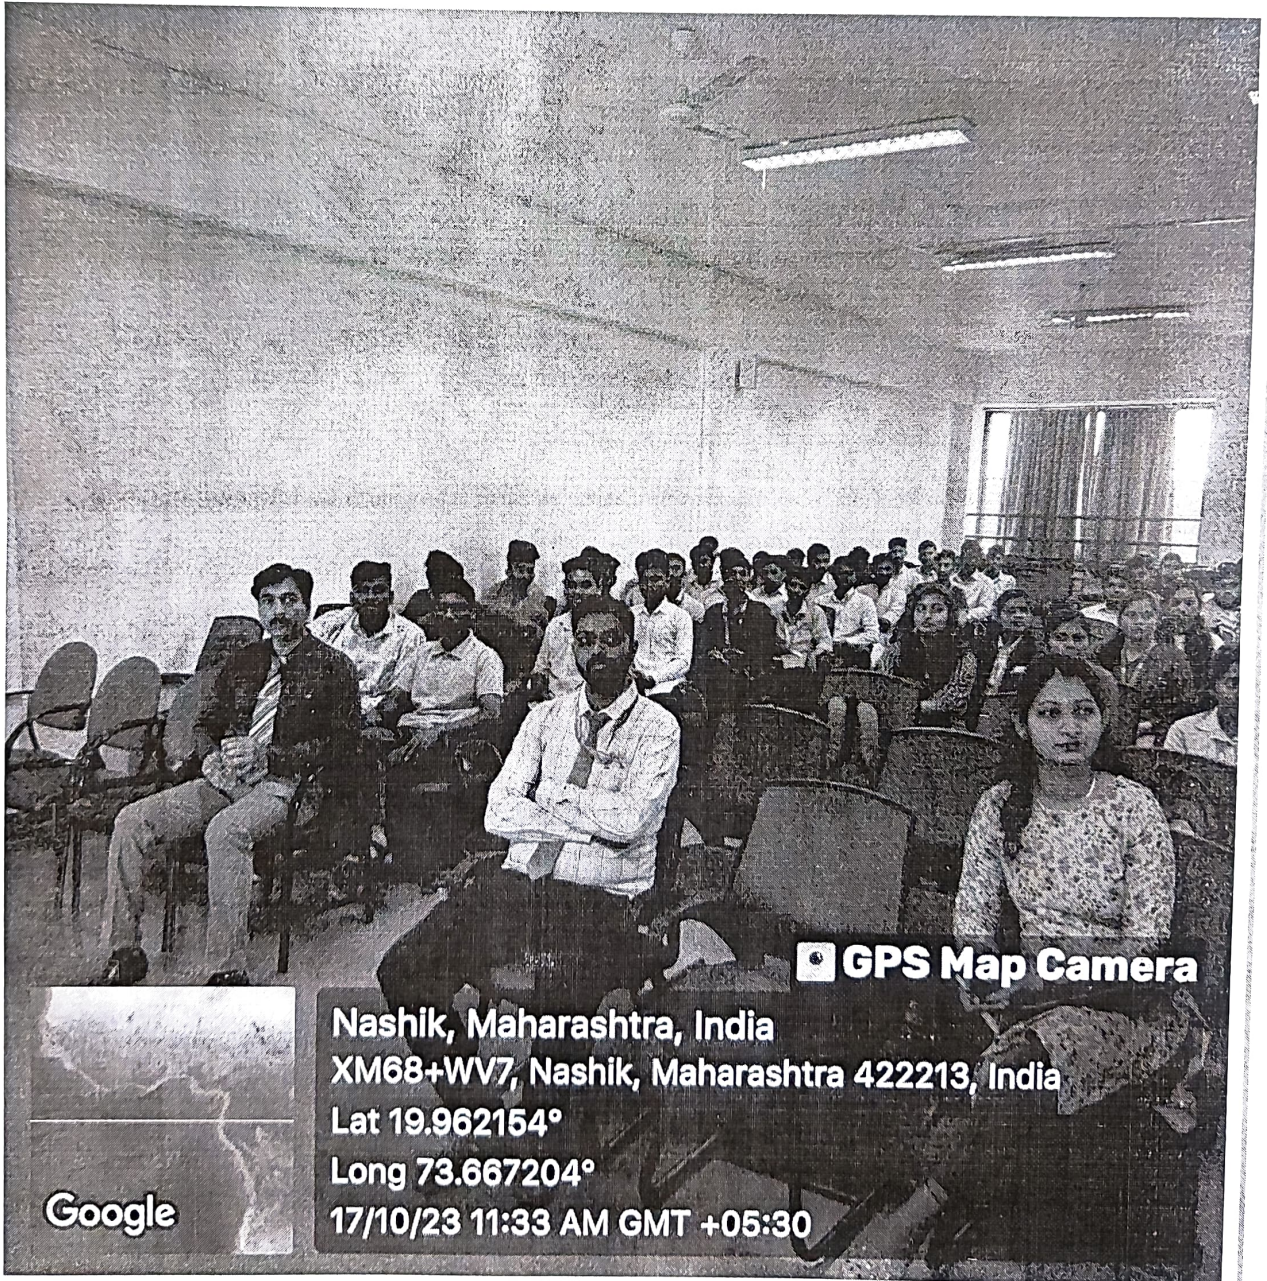 GPS Map Camera
Nashik, Maharashtra, India
XM68+WV7, Nashik, Maharashtra 422213, India
Lat 19.962154°
Long 73.667204°
17/10/23 11:33 AM GMT +05:30
Google